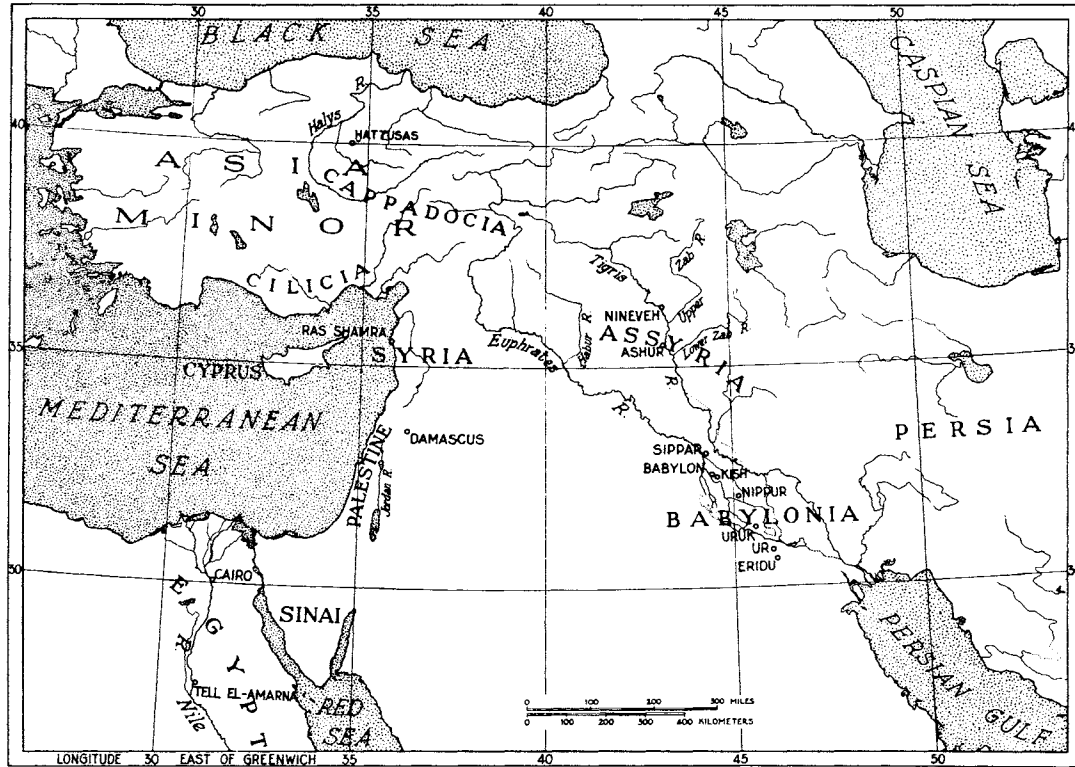 30 35 40 45 50
BLACK SEA
CASPIAN SEA
40
Halys R.
HATTUSAS
ASIA MINOR
CAPPADOCIA
CILICIA
Tigris R.
Upper Zab R.
NINEVEH
Lower Zab R.
ASSYRIA
ASHUR
Habur R.
RAS SHAMRA
SYRIA
Euphrates R.
35
CYPRUS
MEDITERRANEAN SEA
PERSIA
DAMASCUS
PALESTINE
Jordan R.
SIPPAR
BABYLON
KISH
NIPPUR
BABYLONIA
URUK
UR
ERIDU
30
CAIRO
SINAI
EGYPT
TELL EL-AMARNA
Nile R.
RED SEA
PERSIAN GULF
0 100 200 300 MILES
0 100 200 300 400 KILOMETERS
LONGITUDE 30 EAST OF GREENWICH 35 40 45 50